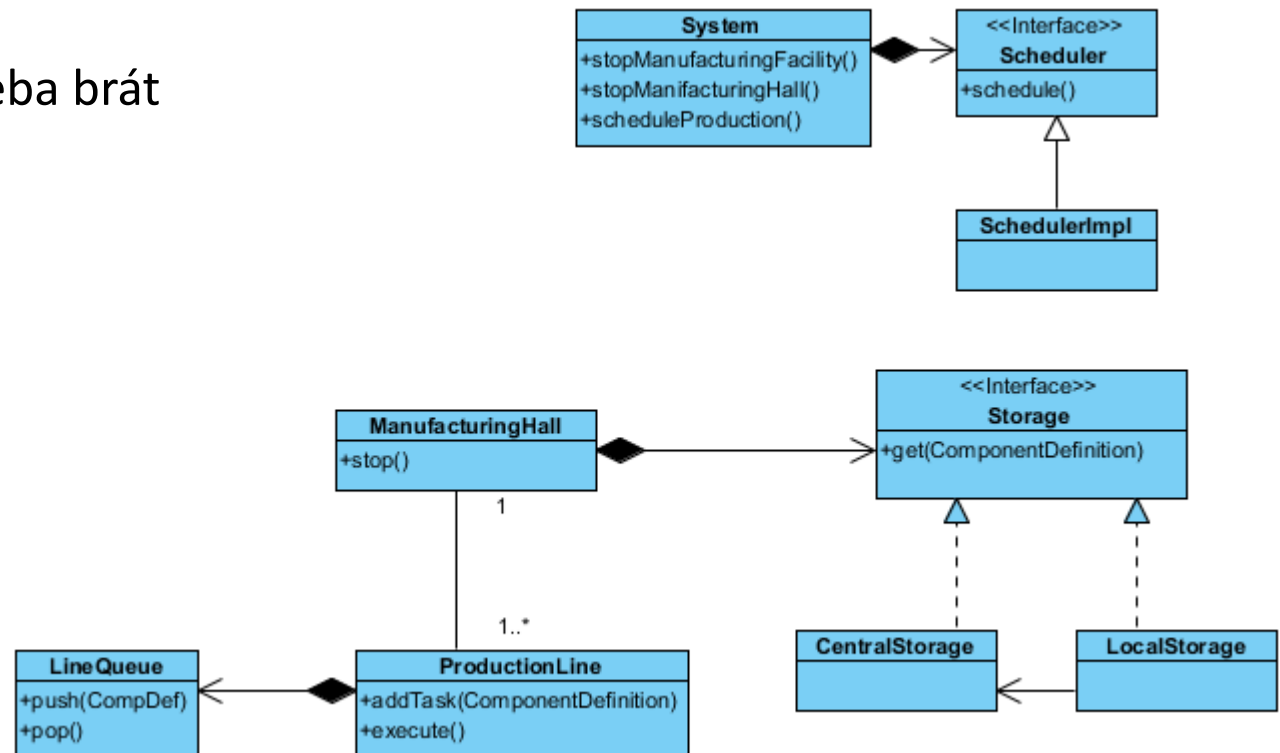 eba brát
System
+stopManufacturingFacility()
+stopManifacturingHall()
+scheduleProduction()
<<Interface>>
Scheduler
+schedule()
SchedulerImpl
ManufacturingHall
+stop()
<<Interface>>
Storage
+get(ComponentDefinition)
1
1..*
LineQueue
+push(CompDef)
+pop()
ProductionLine
+addTask(ComponentDefinition)
+execute()
CentralStorage
LocalStorage